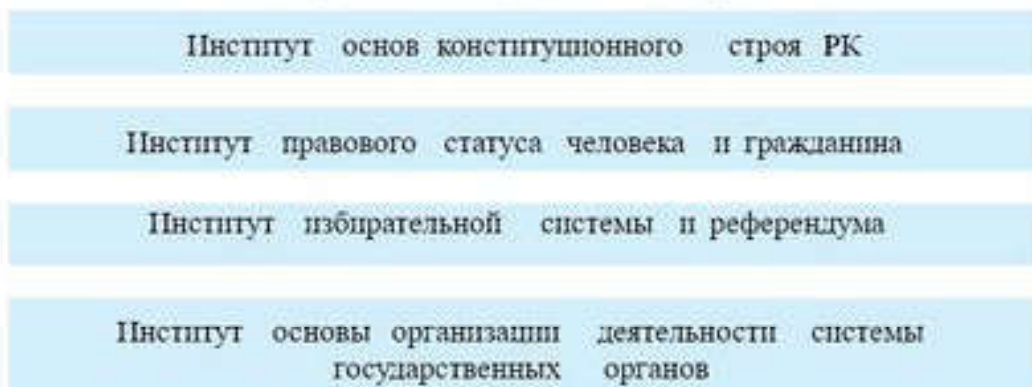 Институт основ конституционного строя РК
Институт правового статуса человека и гражданина
Институт избирательной системы и референдума
Институт основы организации деятельности системы
государственных органов